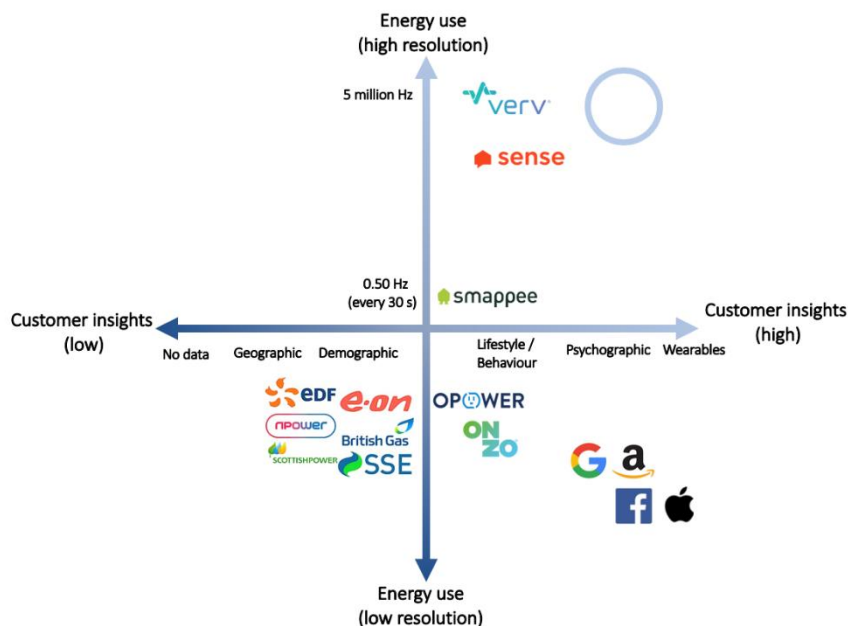 Energy use
(high resolution)
5 million Hz
verv
sense
0.50 Hz
(every 30 s)
smappee
Customer insights
(low)
Customer insights
(high)
No data
Geographic
Demographic
Lifestyle /
Behaviour
Psychographic
Wearables
eDF
e·on
OPOWER
npower
British Gas
ON
ZO
SCOTTISHPOWER
SSE
G
a
f
Energy use
(low resolution)